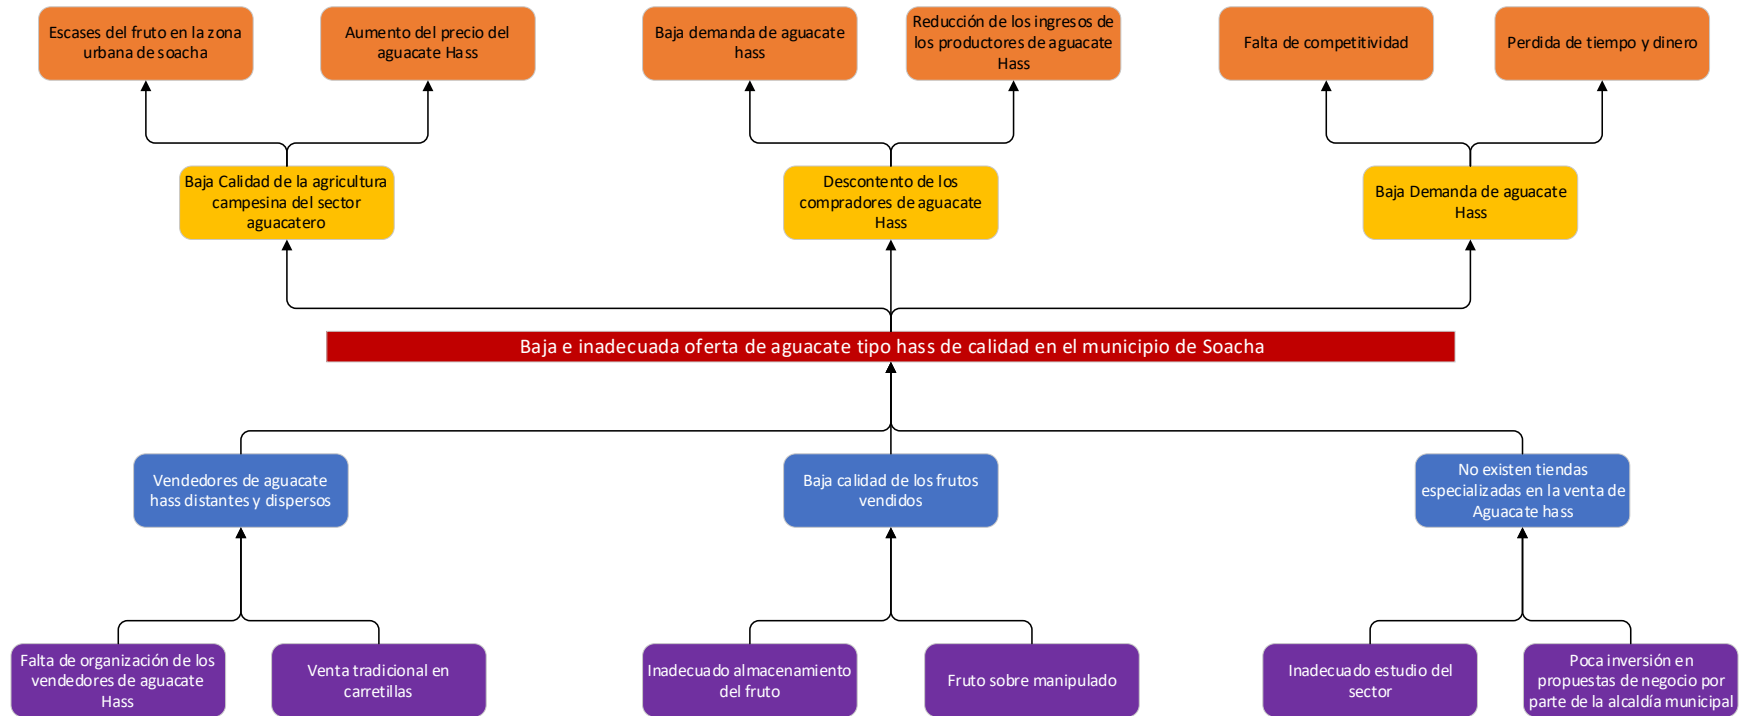 Escases del fruto en la zona
urbana de soacha
Aumento del precio del
aguacate Hass
Baja demanda de aguacate
hass
Reducción de los ingresos de
los productores de aguacate
Hass
Falta de competitividad
Perdida de tiempo y dinero
Baja Calidad de la agricultura
campesina del sector
aguacatero
Descontento de los
compradores de aguacate
Hass
Baja Demanda de aguacate
Hass
Baja e inadecuada oferta de aguacate tipo hass de calidad en el municipio de Soacha
Vendedores de aguacate
hass distantes y dispersos
Baja calidad de los frutos
vendidos
No existen tiendas
especializadas en la venta de
Aguacate hass
Falta de organización de los
vendedores de aguacate
Hass
Venta tradicional en
carretillas
Inadecuado almacenamiento
del fruto
Fruto sobre manipulado
Inadecuado estudio del
sector
Poca inversión en
propuestas de negocio por
parte de la alcaldía municipal